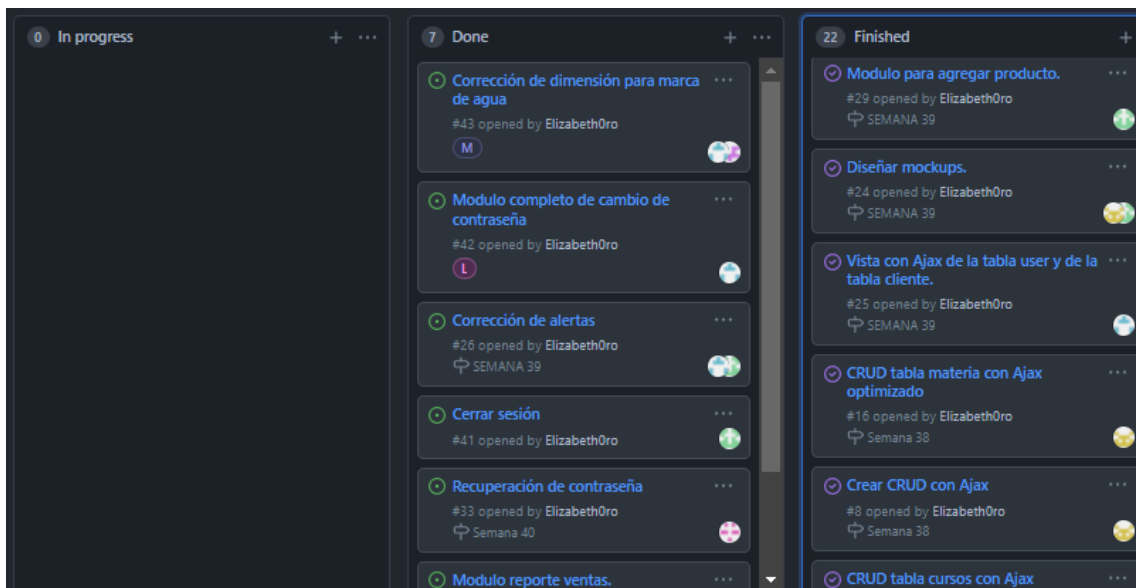 0 In progress
7 Done
Corrección de dimensión para marca
de agua
#43 opened by Elizabeth0ro
M
Modulo completo de cambio de
contraseña
#42 opened by Elizabeth0ro
L
Corrección de alertas
#26 opened by Elizabeth0ro
SEMANA 39
Cerrar sesión
#41 opened by Elizabeth0ro
Recuperación de contraseña
#33 opened by Elizabeth0ro
Semana 40
Modulo reporte ventas.
22 Finished
Modulo para agregar producto.
#29 opened by Elizabeth0ro
SEMANA 39
Diseñar mockups.
#24 opened by Elizabeth0ro
SEMANA 39
Vista con Ajax de la tabla user y de la
tabla cliente.
#25 opened by Elizabeth0ro
SEMANA 39
CRUD tabla materia con Ajax
optimizado
#16 opened by Elizabeth0ro
Semana 38
Crear CRUD con Ajax
#8 opened by Elizabeth0ro
Semana 38
CRUD tabla cursos con Ajax